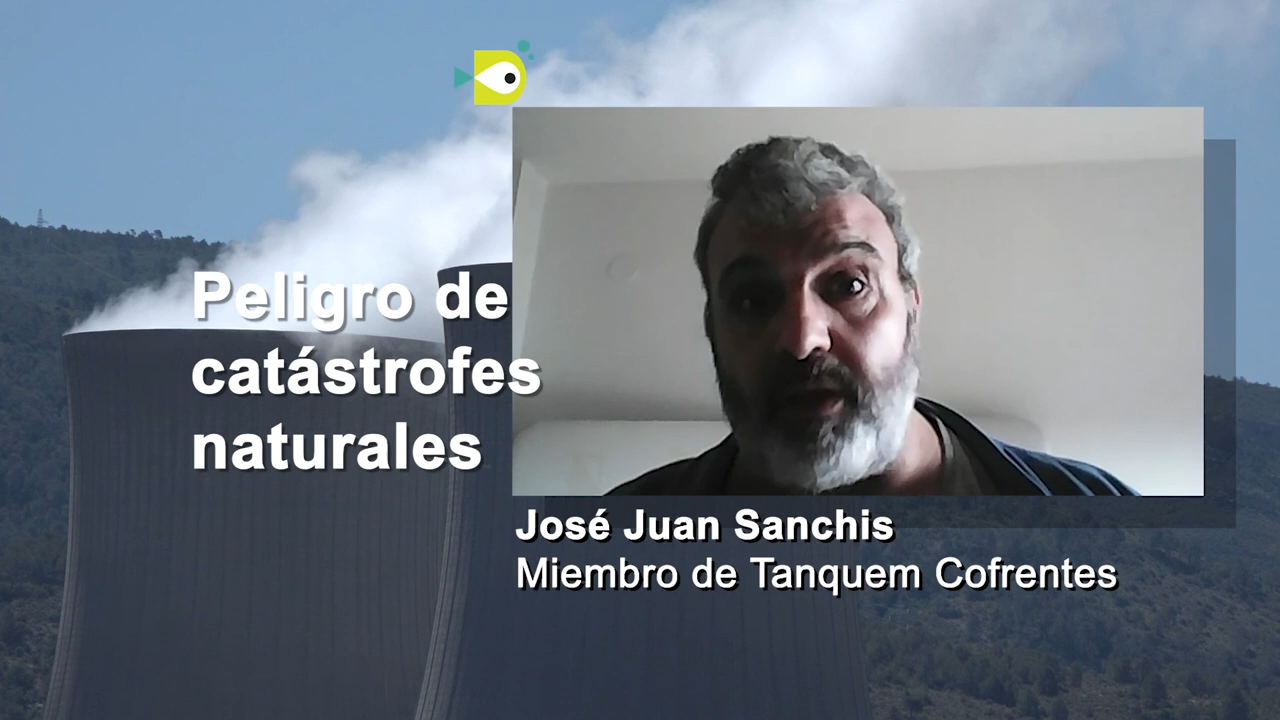 Peligro de
catástrofes
naturales
José Juan Sanchis
Miembro de Tanquem Cofrentes